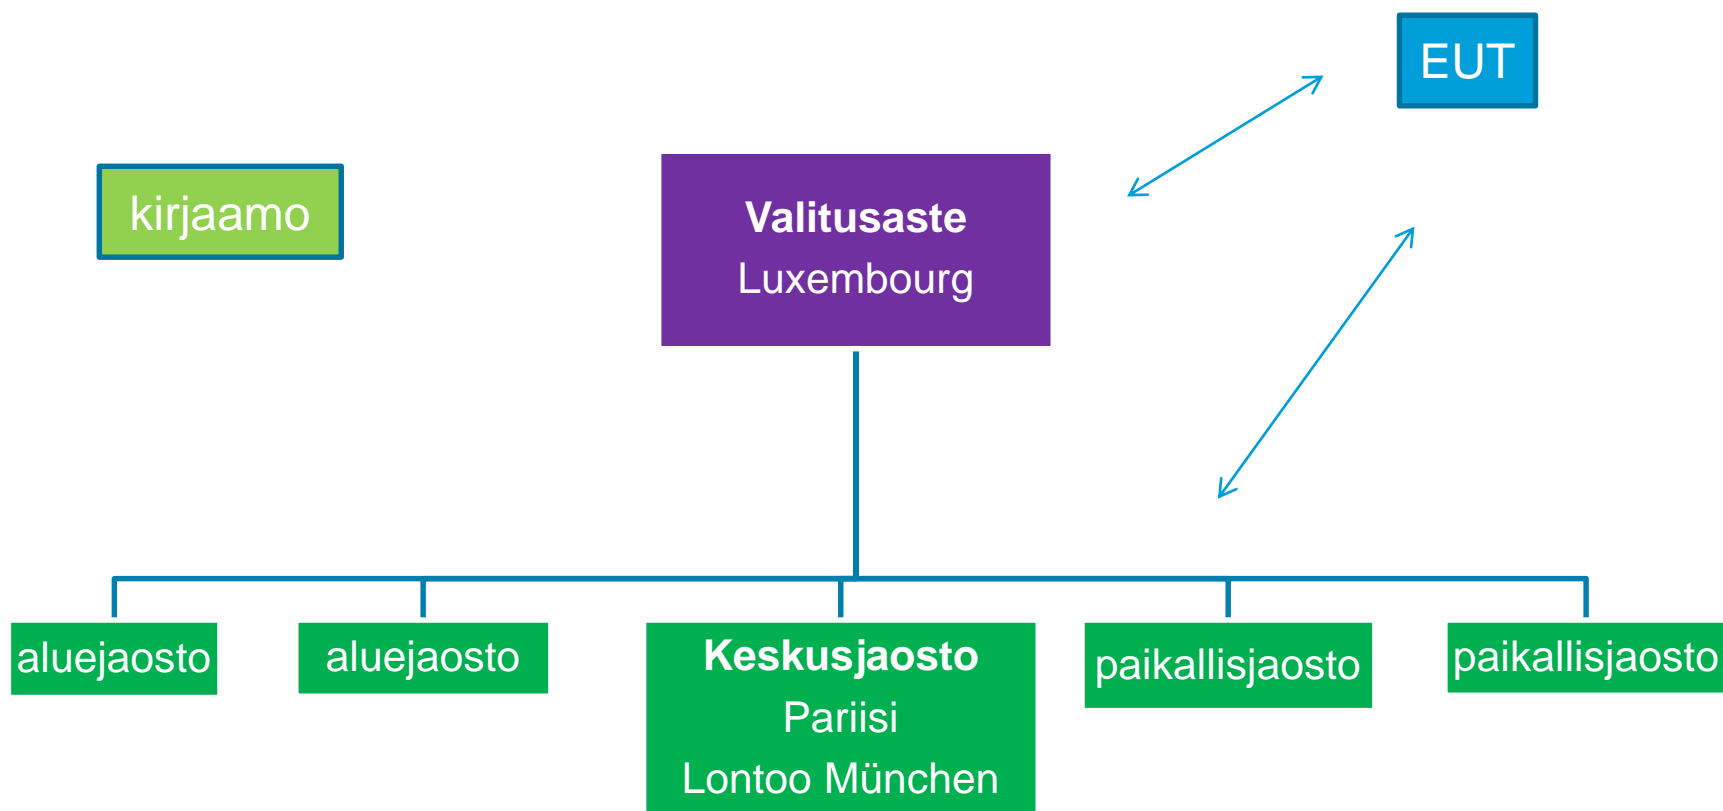 EUT
kirjaamo
Valitusaste
Luxembourg
aluejaosto
aluejaosto
Keskusjaosto
Pariisi
Lontoo München
paikallisjaosto
paikallisjaosto